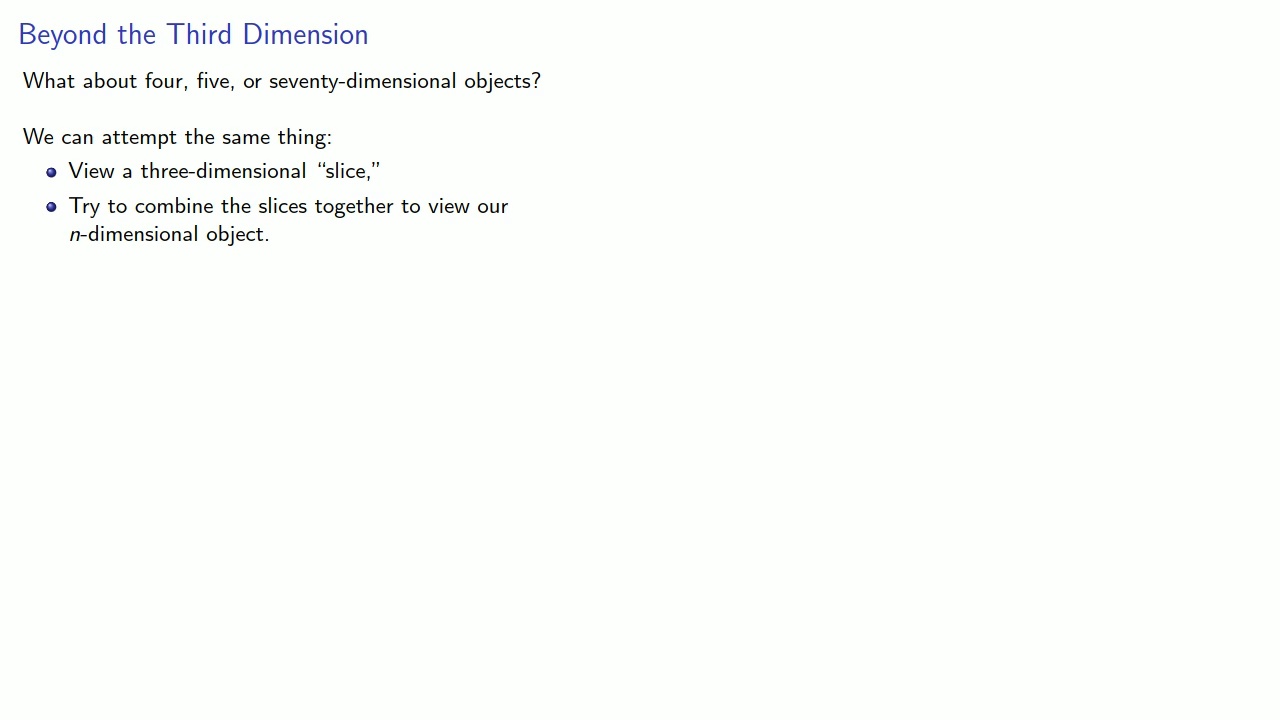 Beyond the Third Dimension
What about four, five, or seventy-dimensional objects?
We can attempt the same thing:
View a three-dimensional “slice,”
Try to combine the slices together to view our
n-dimensional object.